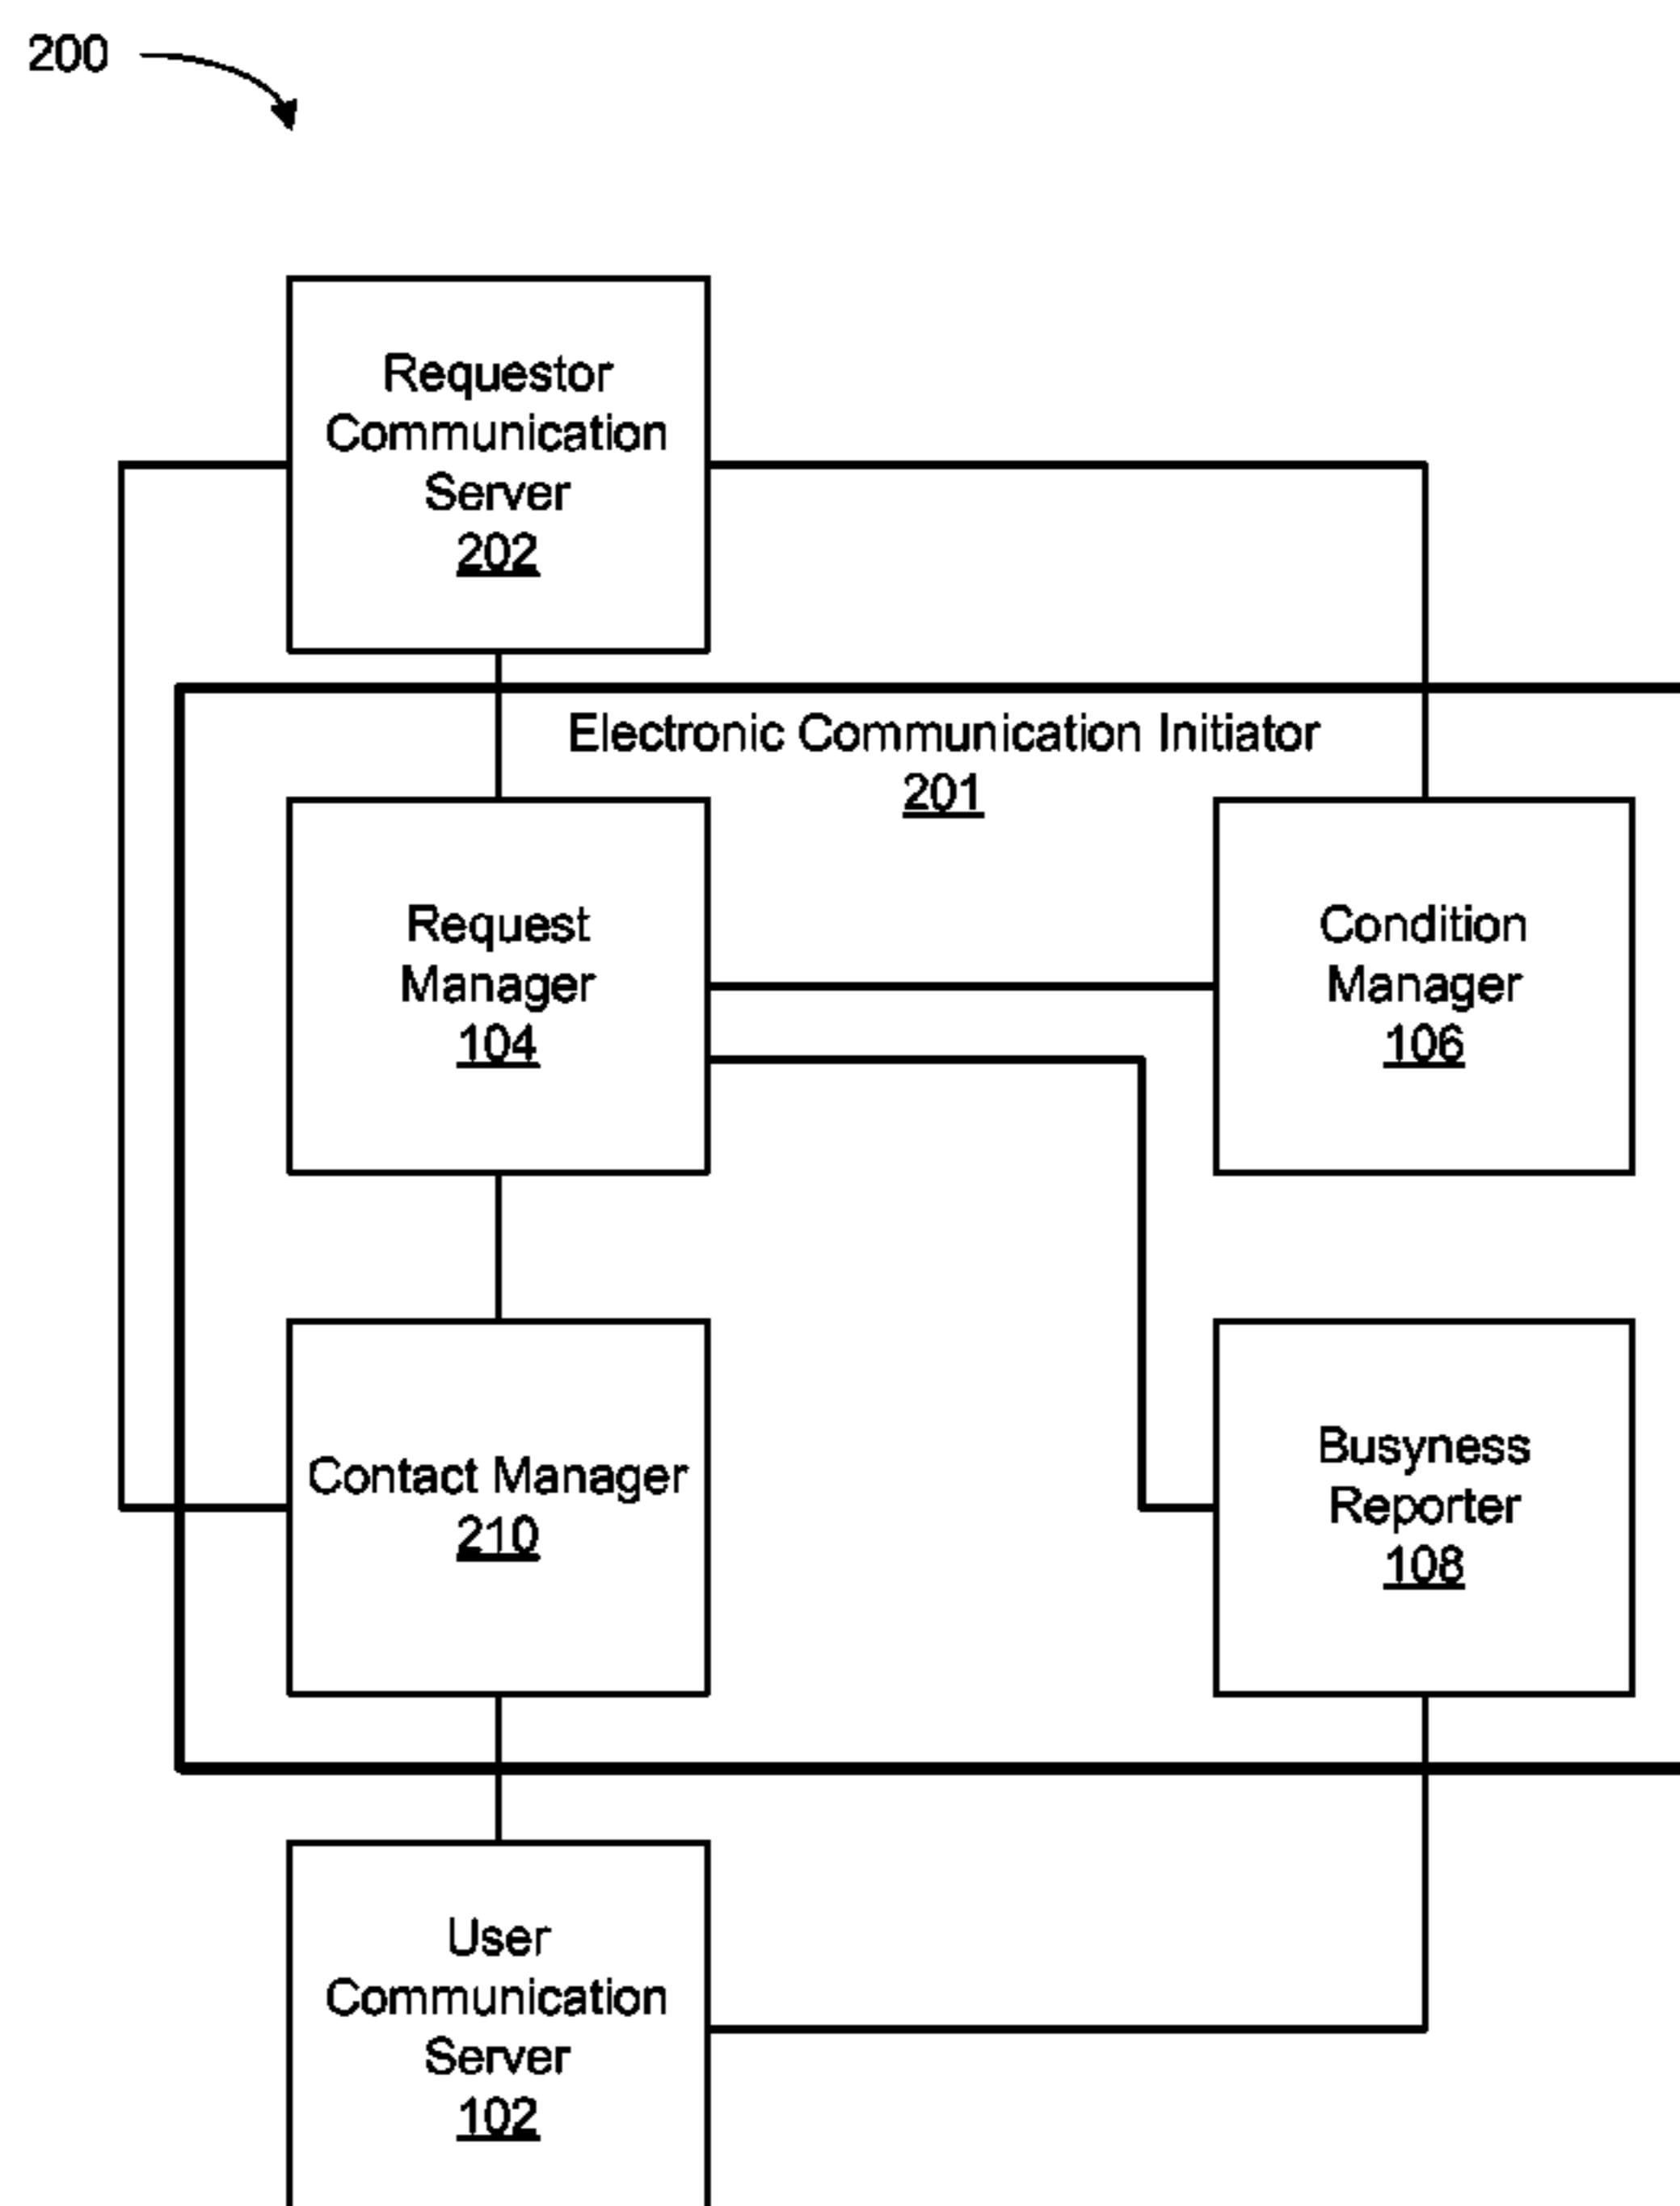 200
Requestor
Communication
Server
202
Electronic Communication Initiator
201
Request
Manager
104
Condition
Manager
106
Contact Manager
210
Busyness
Reporter
108
User
Communication
Server
102